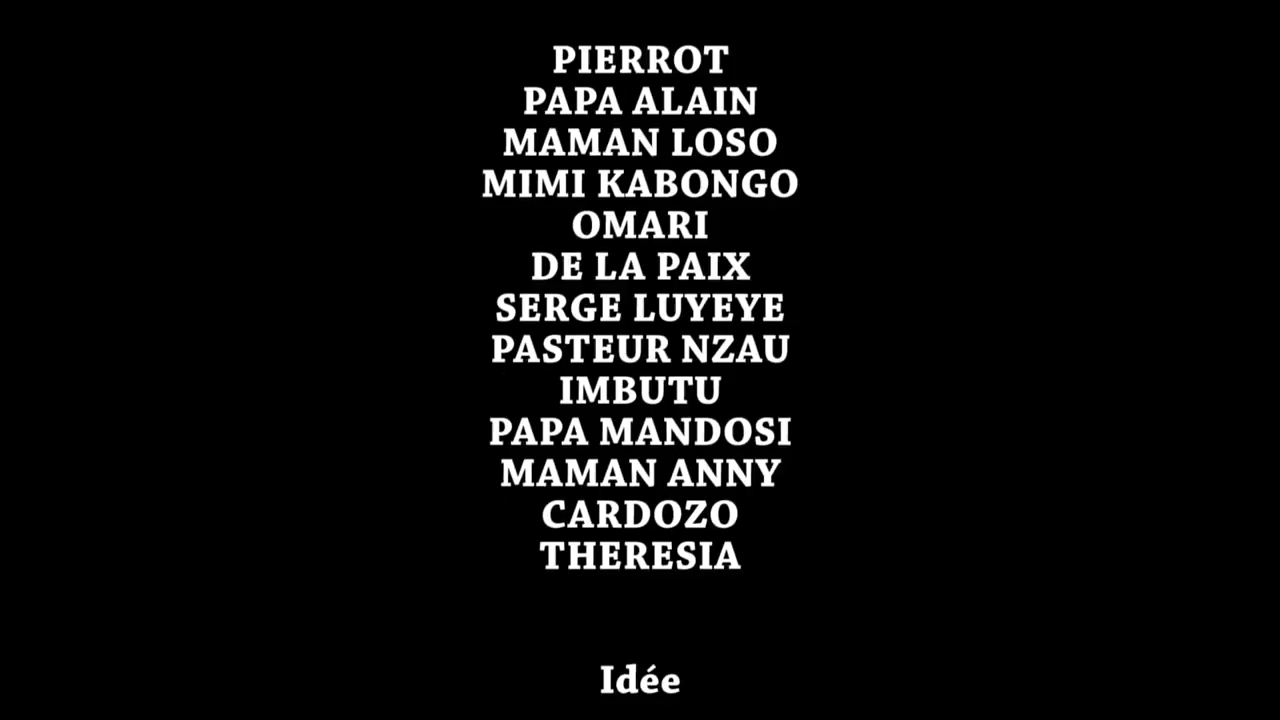 PIERROT
PAPA ALAIN
MAMAN LOSO
MIMI KABONGO
OMARI
DE LA PAIX
SERGE LUYEYE
PASTEUR NZAU
IMBUTU
PAPA MANDOSI
MAMAN ANNY
CARDOZO
THERESIA
Idée